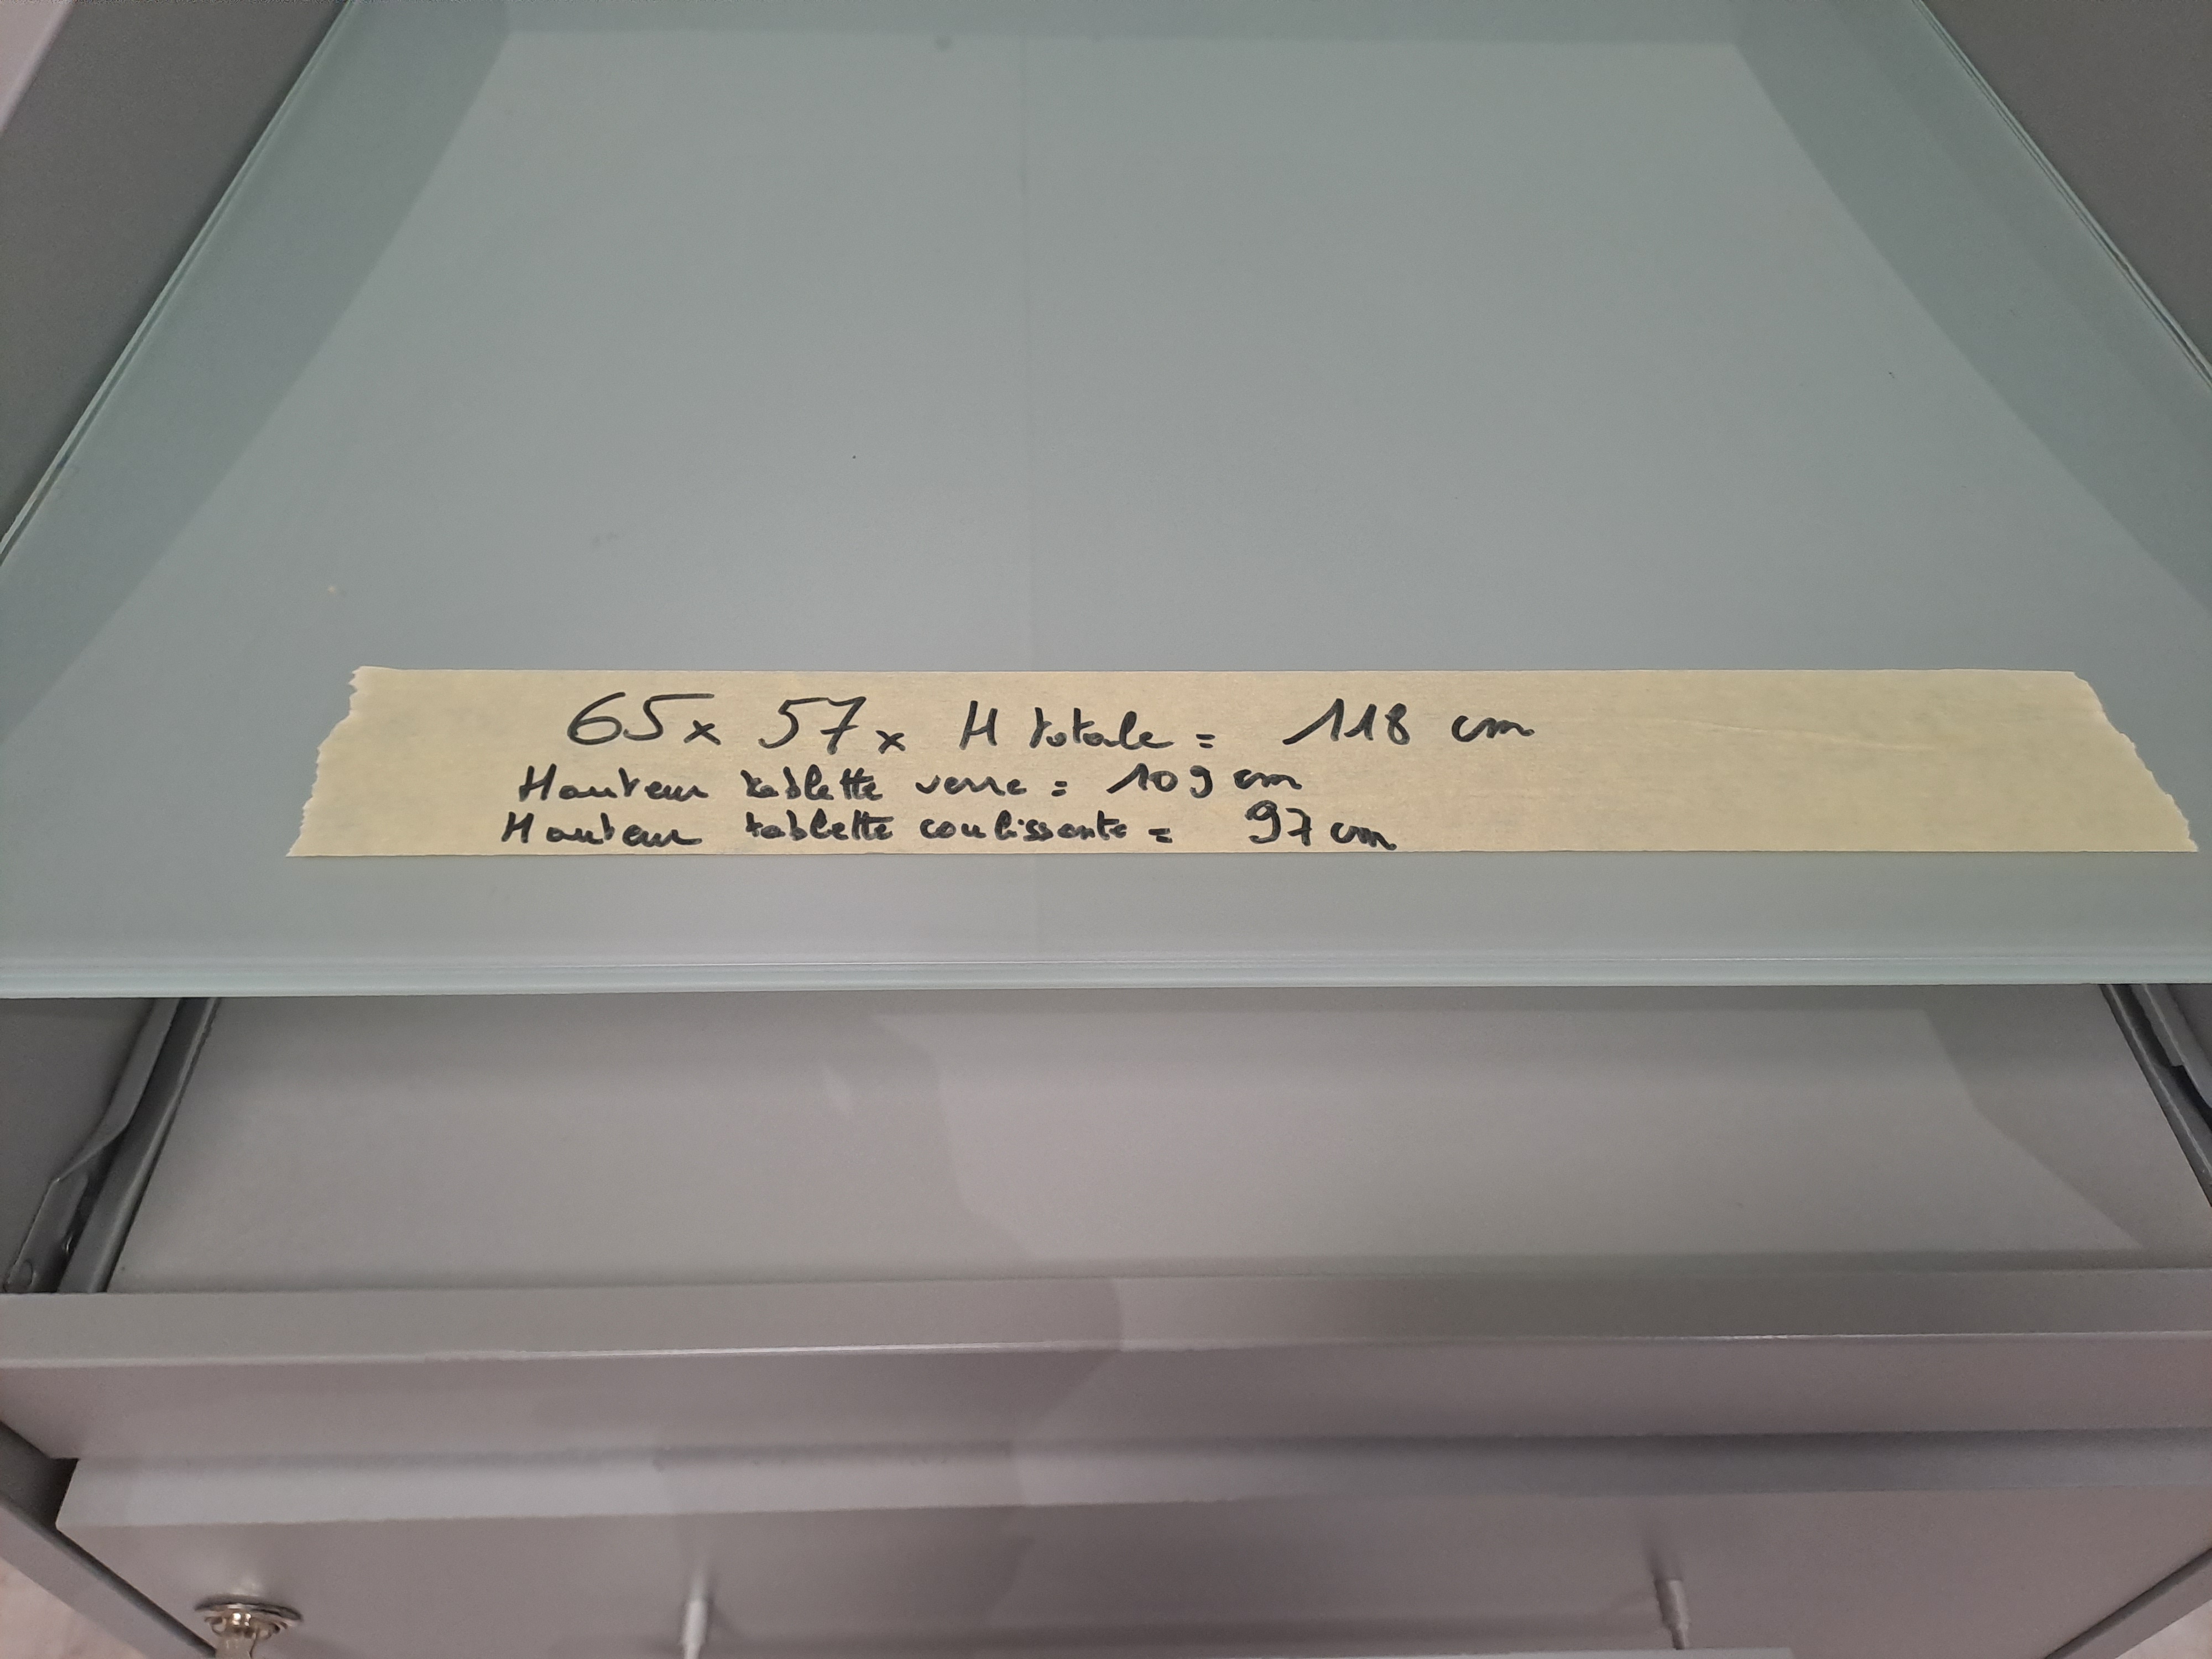 65 x 57 x H totale = 118 cm
Hauteur tablette verre = 109 cm
Hauteur tablette coulissante = 97 cm